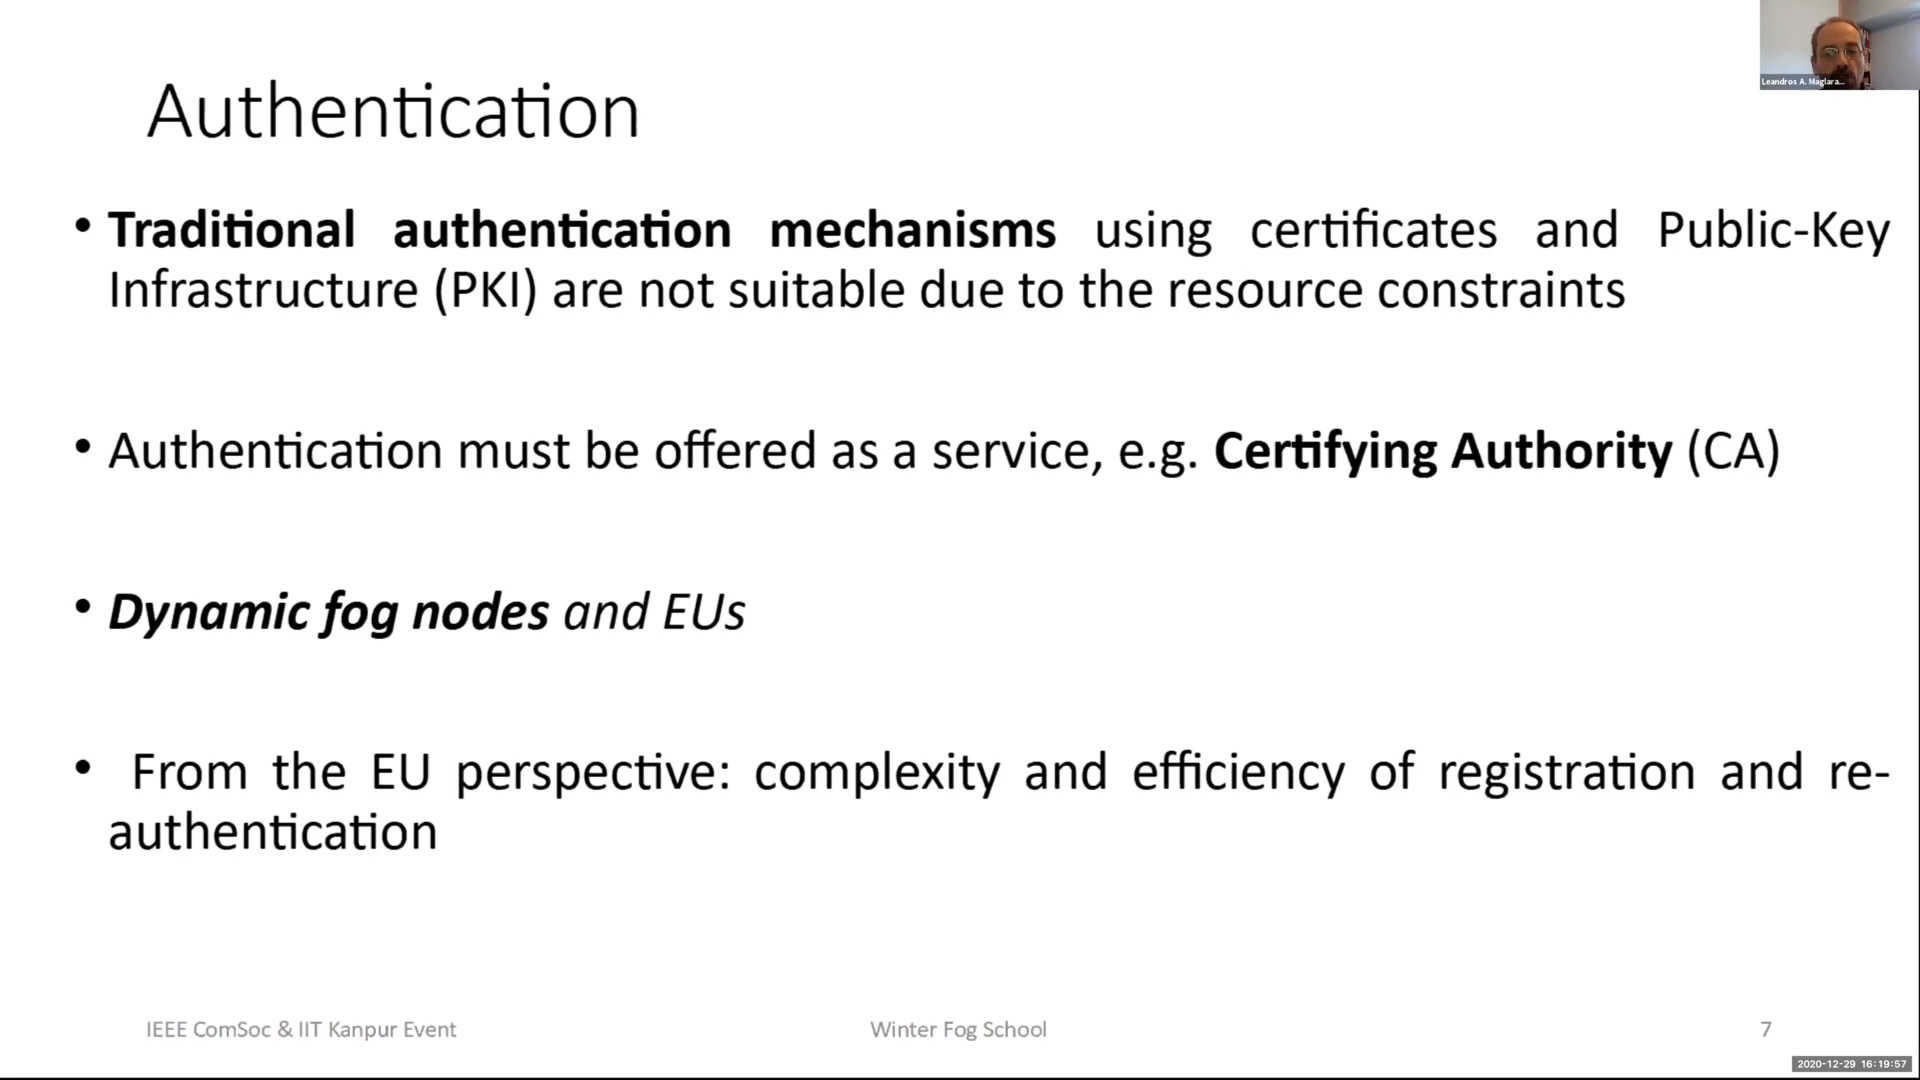 Leandros A. Maglara...
Authentication
• Traditional authentication mechanisms using certificates and Public-Key
Infrastructure (PKI) are not suitable due to the resource constraints
• Authentication must be offered as a service, e.g. Certifying Authority (CA)
• Dynamic fog nodes and EUs
• From the EU perspective: complexity and efficiency of registration and re-
authentication
IEEE ComSoc & IIT Kanpur Event
Winter Fog School
7
2020-12-29 16:19:57